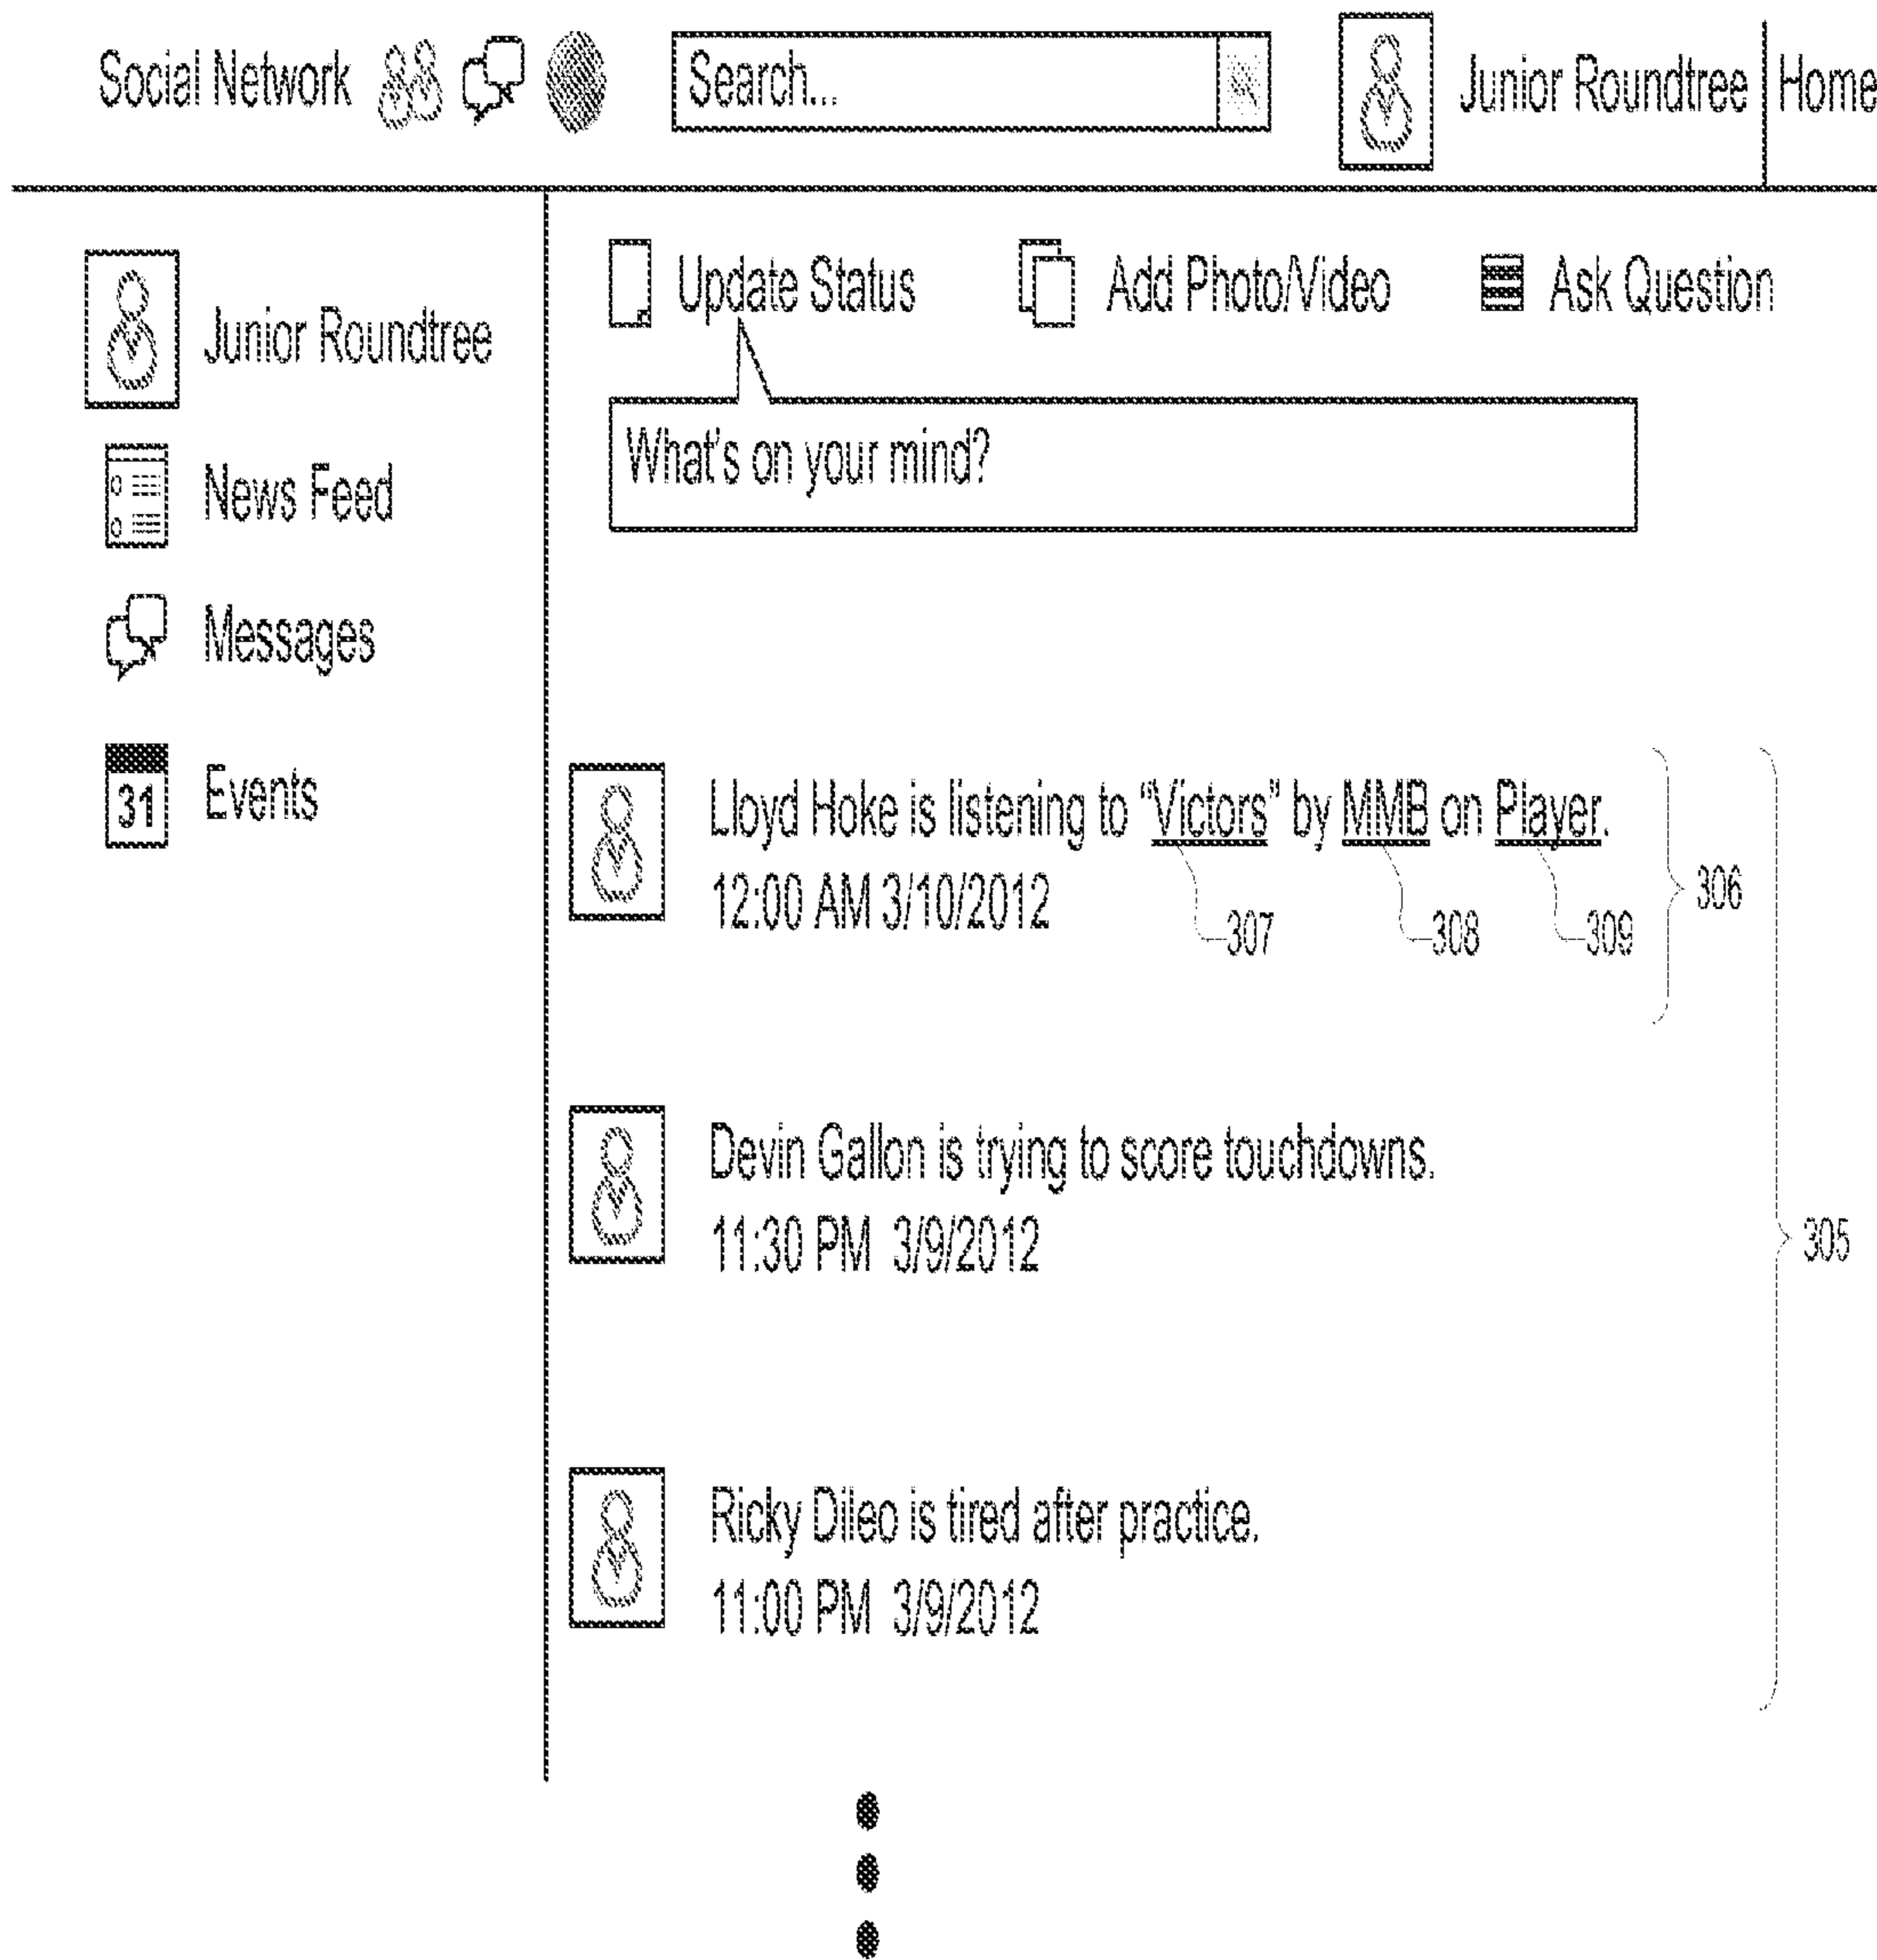 Social Network Search... Junior Roundtree Home
Junior Roundtree
News Feed
Messages
31 Events
Update Status Add Photo/Video Ask Question
What's on your mind?
Lloyd Hoke is listening to “Victors” by MMB on Player.
12:00 AM 3/10/2012
307 308 309
306
Devin Gallon is trying to score touchdowns.
11:30 PM 3/9/2012
305
Ricky Dileo is tired after practice.
11:00 PM 3/9/2012